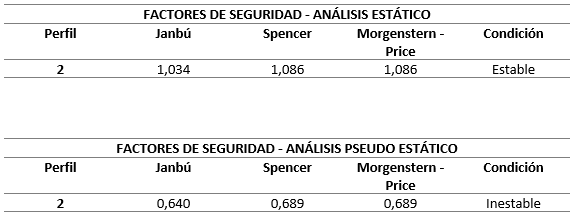 FACTORES DE SEGURIDAD - ANÁLISIS ESTÁTICO
Perfil Janbú Spencer Morgenstern - Price Condición
2 1,034 1,086 1,086 Estable
FACTORES DE SEGURIDAD - ANÁLISIS PSEUDO ESTÁTICO
Perfil Janbú Spencer Morgenstern - Price Condición
2 0,640 0,689 0,689 Inestable